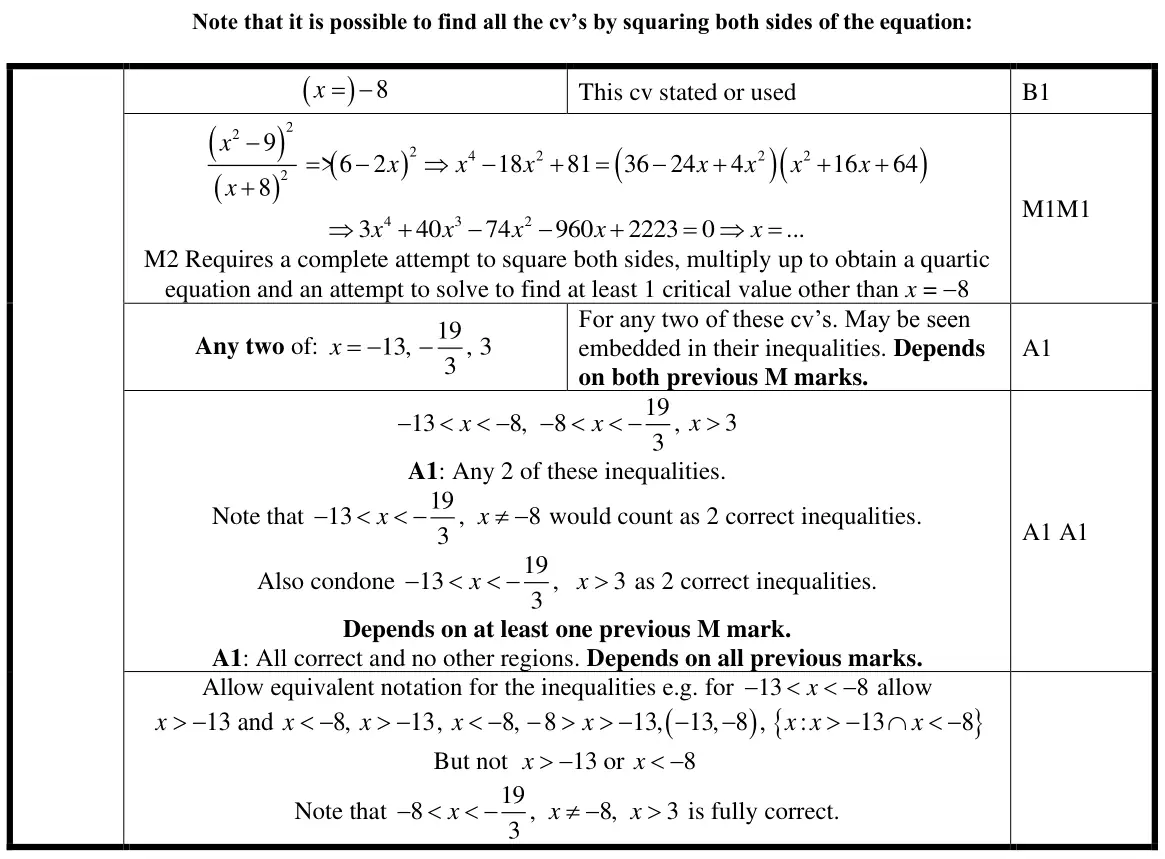 Note that it is possible to find all the cv’s by squaring both sides of the equation:
(x =) − 8 This cv stated or used B1
(x² − 9)² / (x + 8)² => (6 − 2x)² ⇒ x⁴ − 18x² + 81 = (36 − 24x + 4x²)(x² + 16x + 64)
⇒ 3x⁴ + 40x³ − 74x² − 960x + 2223 = 0 ⇒ x = ...
M1M1
M2 Requires a complete attempt to square both sides, multiply up to obtain a quartic
equation and an attempt to solve to find at least 1 critical value other than x = −8
Any two of: x = −13, −19/3, 3
For any two of these cv’s. May be seen
embedded in their inequalities. Depends
on both previous M marks.
A1
−13 < x < −8, −8 < x < −19/3, x > 3
A1: Any 2 of these inequalities.
Note that −13 < x < −19/3, x ≠ −8 would count as 2 correct inequalities.
A1 A1
Also condone −13 < x < −19/3, x > 3 as 2 correct inequalities.
Depends on at least one previous M mark.
A1: All correct and no other regions. Depends on all previous marks.
Allow equivalent notation for the inequalities e.g. for −13 < x < −8 allow
x > −13 and x < −8, x > −13, x < −8, −8 > x > −13, (−13, −8), {x : x > −13 ∩ x < −8}
But not x > −13 or x < −8
Note that −8 < x < −19/3, x ≠ −8, x > 3 is fully correct.